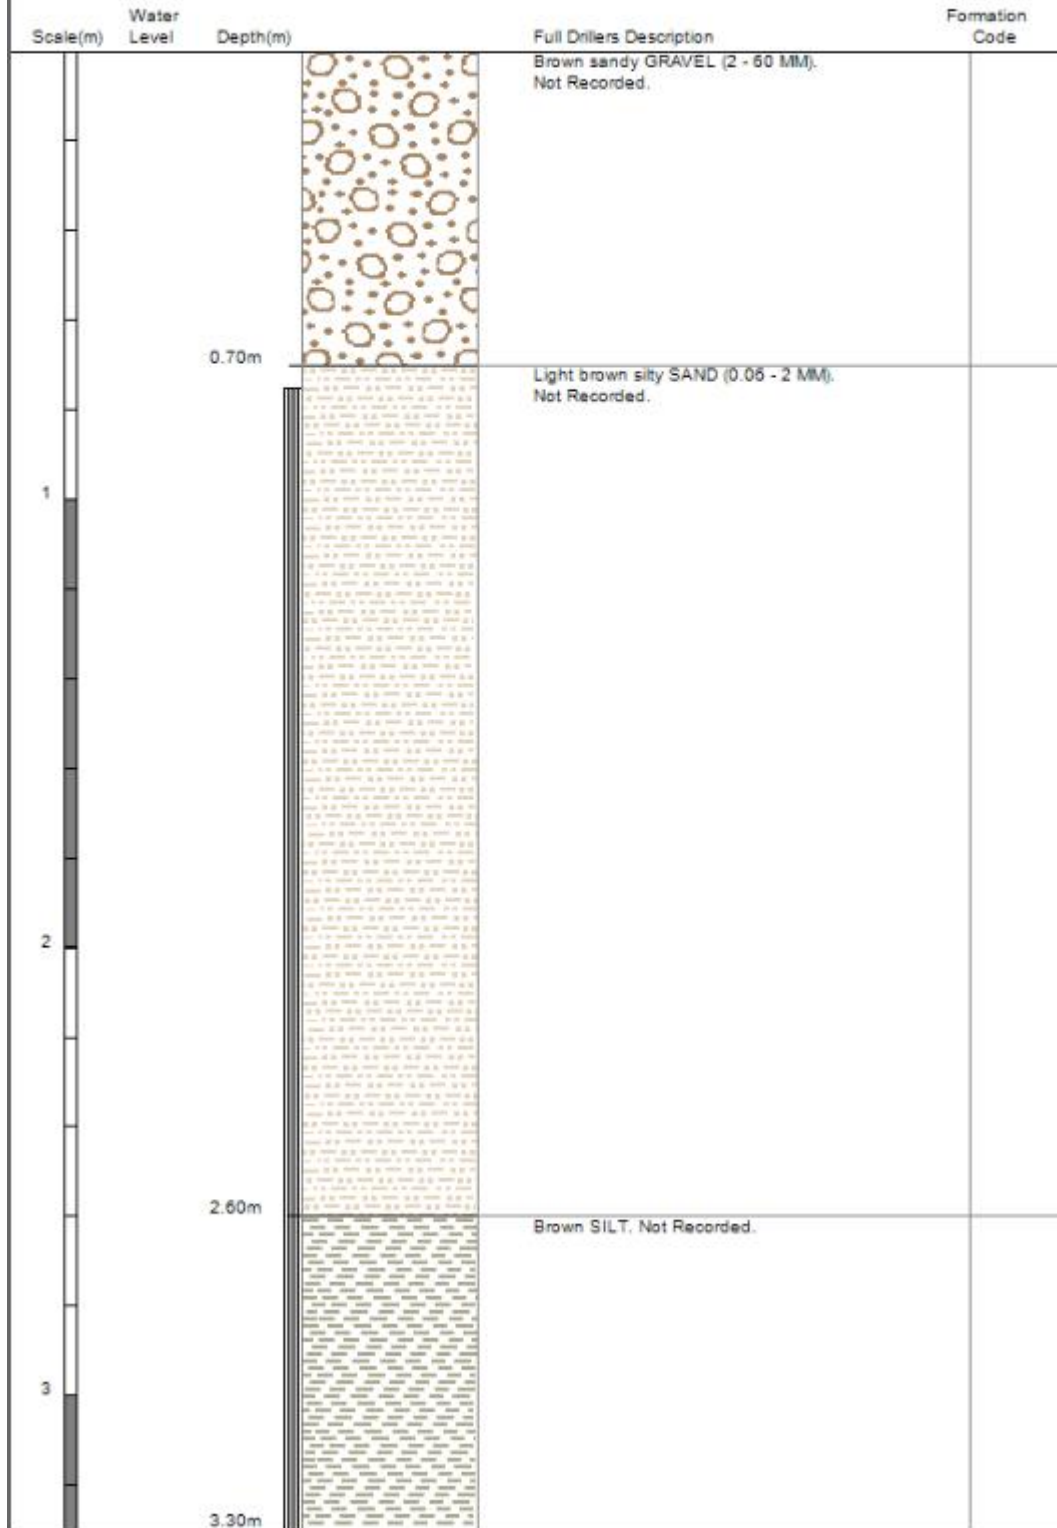 Scale(m) Water Level Depth(m) Full Drillers Description Formation Code
Brown sandy GRAVEL (2 - 60 MM).
Not Recorded.
0.70m
Light brown silty SAND (0.06 - 2 MM).
Not Recorded.
1
2
2.60m
Brown SILT. Not Recorded.
3
3.30m